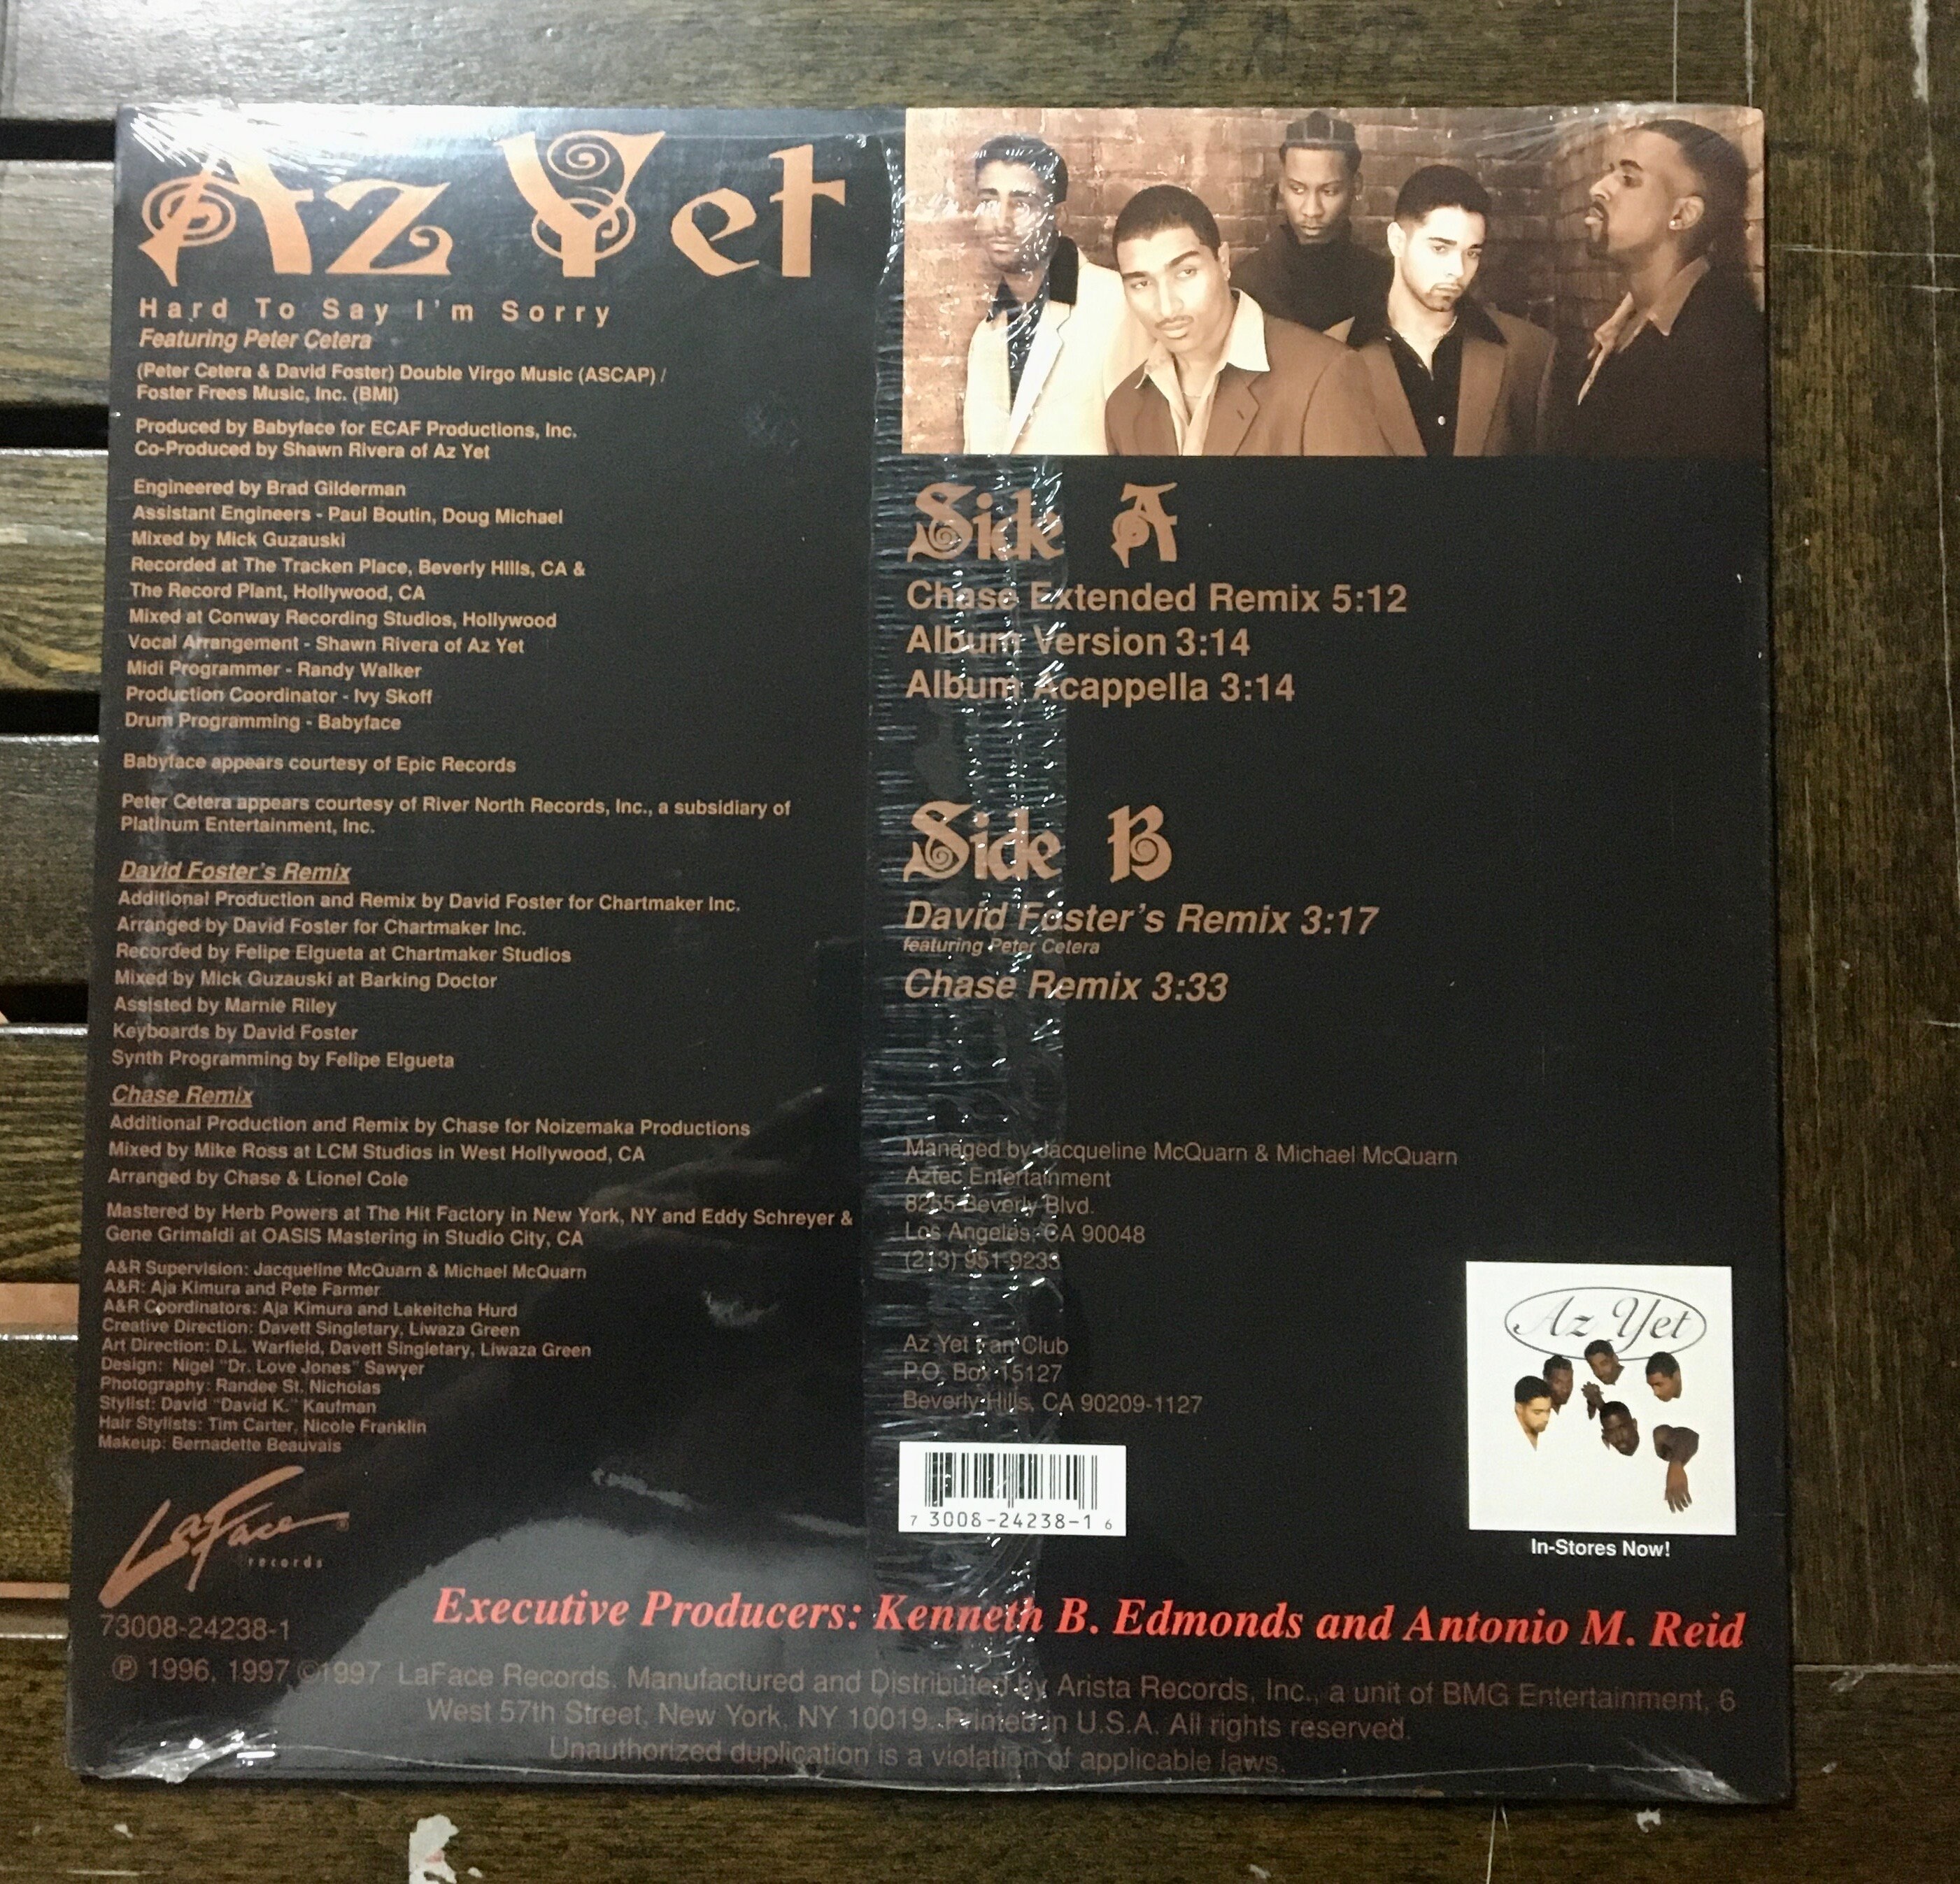 Az Yet
Hard To Say I'm Sorry
Featuring Peter Cetera
(Peter Cetera & David Foster) Double Virgo Music (ASCAP) /
Foster Frees Music, Inc. (BMI)
Produced by Babyface for ECAF Productions, Inc.
Co-Produced by Shawn Rivera of Az Yet
Engineered by Brad Gilderman
Assistant Engineers - Paul Boutin, Doug Michael
Mixed by Mick Guzauski
Recorded at The Tracken Place, Beverly HIlls, CA &
The Record Plant, Hollywood, CA
Mixed at Conway Recording Studios, Hollywood
Vocal Arrangement - Shawn Rivera of Az Yet
Midi Programmer - Randy Walker
Production Coordinator - Ivy Skoff
Drum Programming - Babyface
Babyface appears courtesy of Epic Records
Peter Cetera appears courtesy of River North Records, Inc., a subsidiary of
Platinum Entertainment, Inc.
David Foster's Remix
Additional Production and Remix by David Foster for Chartmaker Inc.
Arranged by David Foster for Chartmaker Inc.
Recorded by Felipe Elgueta at Chartmaker Studios
Mixed by Mick Guzauski at Barking Doctor
Assisted by Marnie Riley
Keyboards by David Foster
Synth Programming by Felipe Elgueta
Chase Remix
Additional Production and Remix by Chase for Noizemaka Productions
Mixed by Mike Ross at LCM Studios in West Hollywood, CA
Arranged by Chase & Lionel Cole
Mastered by Herb Powers at The Hit Factory in New York, NY and Eddy Schreyer &
Gene Grimaldi at OASIS Mastering in Studio City, CA
A&R Supervision: Jacqueline McQuarn & Michael McQuarn
A&R: Aja Kimura and Pete Farmer
A&R Coordinators: Aja Kimura and Lakeitcha Hurd
Creative Direction: Davett Singletary, Liwaza Green
Art Direction: D.L. Warfield, Davett Singletary, Liwaza Green
Design: Nigel "Dr. Love Jones" Sawyer
Photography: Randee St. Nicholas
Stylist: David "David K." Kaufman
Hair Stylists: Tim Carter, Nicole Franklin
Makeup: Bernadette Beauvais
LaFace
records
73008-24238-1
Side A
Chase Extended Remix 5:12
Album Version 3:14
Album Acappella 3:14
Side B
David Foster's Remix 3:17
featuring Peter Cetera
Chase Remix 3:33
Managed by Jacqueline McQuarn & Michael McQuarn
Aztec Entertainment
8265 Beverly Blvd.
Los Angeles, CA 90048
(213) 951-9233
Az Yet Fan Club
P.O. Box 15127
Beverly Hills, CA 90209-1127
7 73008-24238-1 6
Az Yet
In-Stores Now!
Executive Producers: Kenneth B. Edmonds and Antonio M. Reid
℗ 1996, 1997 ©1997 LaFace Records. Manufactured and Distributed by Arista Records, Inc., a unit of BMG Entertainment, 6
West 57th Street, New York, NY 10019. Printed in U.S.A. All rights reserved.
Unauthorized duplication is a violation of applicable laws.